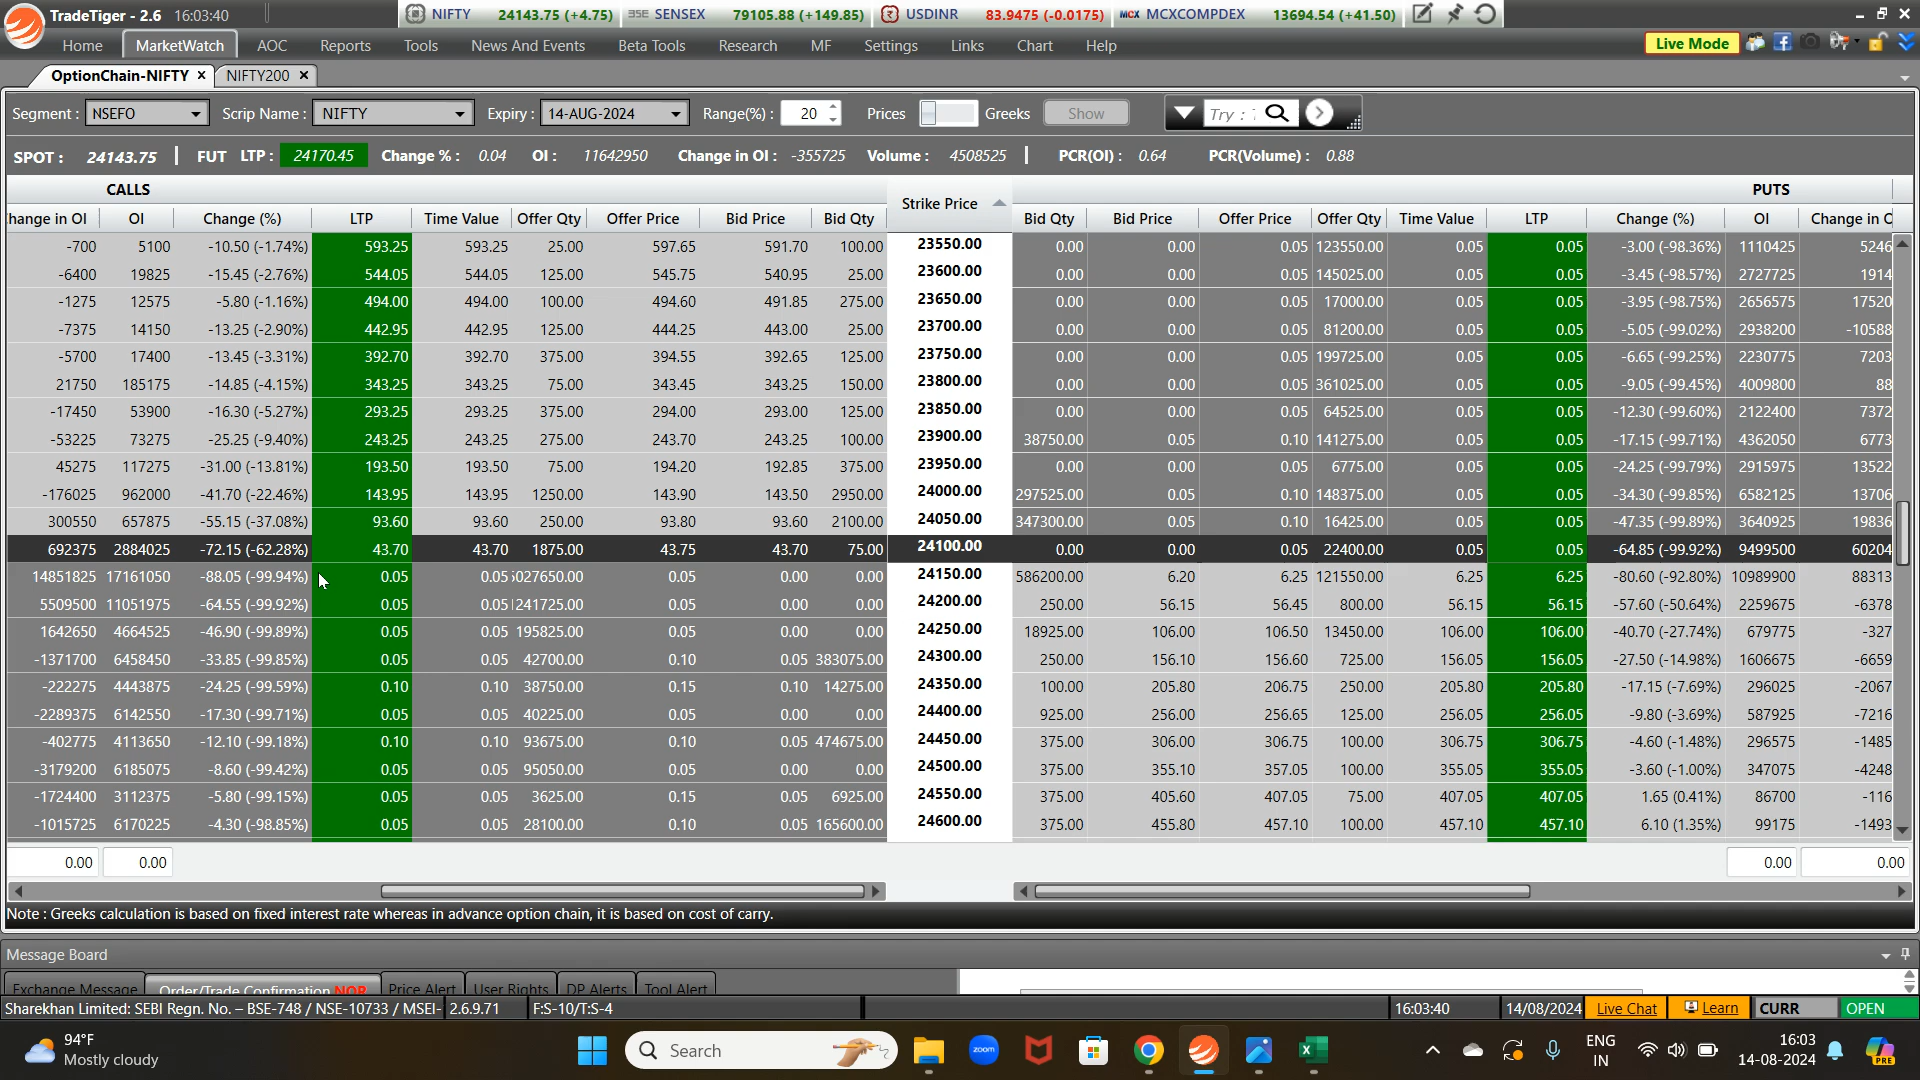 TradeTiger - 2.6 16:03:40 NIFTY 24143.75 (+4.75) SENSEX 79105.88 (+149.85) USDINR 83.9475 (-0.0175) MCX MCXCOMPDEX 13694.54 (+41.50)
Home MarketWatch AOC Reports Tools News And Events Beta Tools Research MF Settings Links Chart Help Live Mode
OptionChain-NIFTY × NIFTY200 ×
Segment : NSEFO Scrip Name : NIFTY Expiry : 14-AUG-2024 Range(%) : 20 Prices Greeks Show Try :
SPOT : 24143.75 | FUT LTP : 24170.45 Change % : 0.04 OI : 11642950 Change in OI : -355725 Volume : 4508525 | PCR(OI) : 0.64 PCR(Volume) : 0.88
CALLS Strike Price PUTS
hange in OI OI Change (%) LTP Time Value Offer Qty Offer Price Bid Price Bid Qty Bid Qty Bid Price Offer Price Offer Qty Time Value LTP Change (%) OI Change in C
-700 5100 -10.50 (-1.74%) 593.25 593.25 25.00 597.65 591.70 100.00 23550.00 0.00 0.00 0.05 123550.00 0.05 0.05 -3.00 (-98.36%) 1110425 5246
-6400 19825 -15.45 (-2.76%) 544.05 544.05 125.00 545.75 540.95 25.00 23600.00 0.00 0.00 0.05 145025.00 0.05 0.05 -3.45 (-98.57%) 2727725 1914
-1275 12575 -5.80 (-1.16%) 494.00 494.00 100.00 494.60 491.85 275.00 23650.00 0.00 0.00 0.05 17000.00 0.05 0.05 -3.95 (-98.75%) 2656575 17520
-7375 14150 -13.25 (-2.90%) 442.95 442.95 125.00 444.25 443.00 25.00 23700.00 0.00 0.00 0.05 81200.00 0.05 0.05 -5.05 (-99.02%) 2938200 -10588
-5700 17400 -13.45 (-3.31%) 392.70 392.70 375.00 394.55 392.65 125.00 23750.00 0.00 0.00 0.05 199725.00 0.05 0.05 -6.65 (-99.25%) 2230775 7203
21750 185175 -14.85 (-4.15%) 343.25 343.25 75.00 343.45 343.25 150.00 23800.00 0.00 0.00 0.05 361025.00 0.05 0.05 -9.05 (-99.45%) 4009800 88
-17450 53900 -16.30 (-5.27%) 293.25 293.25 375.00 294.00 293.00 125.00 23850.00 0.00 0.00 0.05 64525.00 0.05 0.05 -12.30 (-99.60%) 2122400 7372
-53225 73275 -25.25 (-9.40%) 243.25 243.25 275.00 243.70 243.25 100.00 23900.00 38750.00 0.05 0.10 141275.00 0.05 0.05 -17.15 (-99.71%) 4362050 6773
45275 117275 -31.00 (-13.81%) 193.50 193.50 75.00 194.20 192.85 375.00 23950.00 0.00 0.00 0.05 6775.00 0.05 0.05 -24.25 (-99.79%) 2915975 13522
-176025 962000 -41.70 (-22.46%) 143.95 143.95 1250.00 143.90 143.50 2950.00 24000.00 297525.00 0.05 0.10 148375.00 0.05 0.05 -34.30 (-99.85%) 6582125 13706
300550 657875 -55.15 (-37.08%) 93.60 93.60 250.00 93.80 93.60 2100.00 24050.00 347300.00 0.05 0.10 16425.00 0.05 0.05 -47.35 (-99.89%) 3640925 19836
692375 2884025 -72.15 (-62.28%) 43.70 43.70 1875.00 43.75 43.70 75.00 24100.00 0.00 0.00 0.05 22400.00 0.05 0.05 -64.85 (-99.92%) 9499500 60204
14851825 17161050 -88.05 (-99.94%) 0.05 0.05 027650.00 0.05 0.00 0.00 24150.00 586200.00 6.20 6.25 121550.00 6.25 6.25 -80.60 (-92.80%) 10989900 88313
5509500 11051975 -64.55 (-99.92%) 0.05 0.05 241725.00 0.05 0.00 0.00 24200.00 250.00 56.15 56.45 800.00 56.15 56.15 -57.60 (-50.64%) 2259675 -6378
1642650 4664525 -46.90 (-99.89%) 0.05 0.05 195825.00 0.05 0.00 0.00 24250.00 18925.00 106.00 106.50 13450.00 106.00 106.00 -40.70 (-27.74%) 679775 -327
-1371700 6458450 -33.85 (-99.85%) 0.05 0.05 42700.00 0.10 0.05 383075.00 24300.00 250.00 156.10 156.60 725.00 156.05 156.05 -27.50 (-14.98%) 1606675 -6659
-222275 4443875 -24.25 (-99.59%) 0.10 0.10 38750.00 0.15 0.10 14275.00 24350.00 100.00 205.80 206.75 250.00 205.80 205.80 -17.15 (-7.69%) 296025 -2067
-2289375 6142550 -17.30 (-99.71%) 0.05 0.05 40225.00 0.05 0.00 0.00 24400.00 925.00 256.00 256.65 125.00 256.05 256.05 -9.80 (-3.69%) 587925 -7216
-402775 4113650 -12.10 (-99.18%) 0.10 0.10 93675.00 0.10 0.05 474675.00 24450.00 375.00 306.00 306.75 100.00 306.75 306.75 -4.60 (-1.48%) 296575 -1485
-3179200 6185075 -8.60 (-99.42%) 0.05 0.05 95050.00 0.05 0.00 0.00 24500.00 375.00 355.10 357.05 100.00 355.05 355.05 -3.60 (-1.00%) 347075 -4248
-1724400 3112375 -5.80 (-99.15%) 0.05 0.05 3625.00 0.15 0.05 6925.00 24550.00 375.00 405.60 407.05 75.00 407.05 407.05 1.65 (0.41%) 86700 -116
-1015725 6170225 -4.30 (-98.85%) 0.05 0.05 28100.00 0.10 0.05 165600.00 24600.00 375.00 455.80 457.10 100.00 457.10 457.10 6.10 (1.35%) 99175 -1493
0.00 0.00 0.00 0.00
Note : Greeks calculation is based on fixed interest rate whereas in advance option chain, it is based on cost of carry.
Message Board
Exchange Message Order/Trade Confirmation NOR Price Alert User Rights DP Alerts Tool Alert
Sharekhan Limited: SEBI Regn. No. – BSE-748 / NSE-10733 / MSEI- 2.6.9.71 F:S-10/T:S-4 16:03:40 14/08/2024 Live Chat Learn CURR OPEN
94°F
Mostly cloudy
Search
zoom
ENG
IN
16:03
14-08-2024
PRE